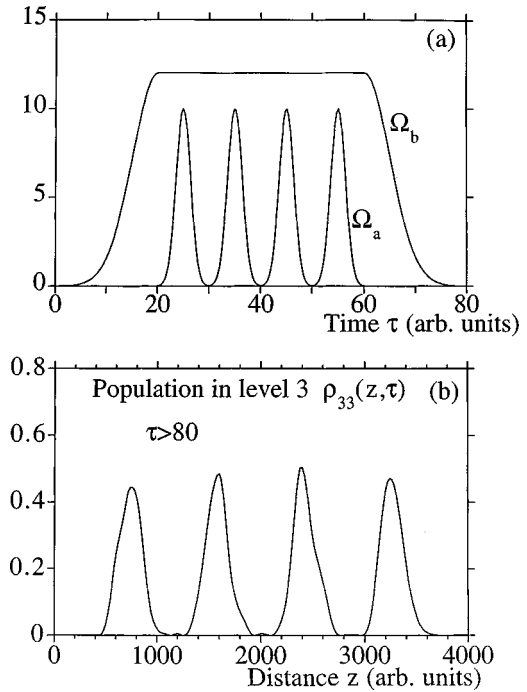 15
(a)
10
Ω_b
5
Ω_a
0
0 20 40 60 80
Time τ (arb. units)
0.8
Population in level 3 ρ₃₃(z,τ) (b)
τ>80
0.6
0.4
0.2
0
0 1000 2000 3000 4000
Distance z (arb. units)